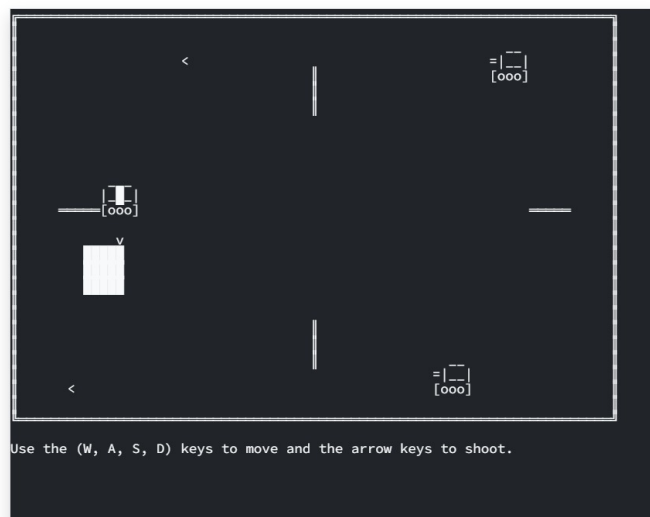 Use the (W, A, S, D) keys to move and the arrow keys to shoot.